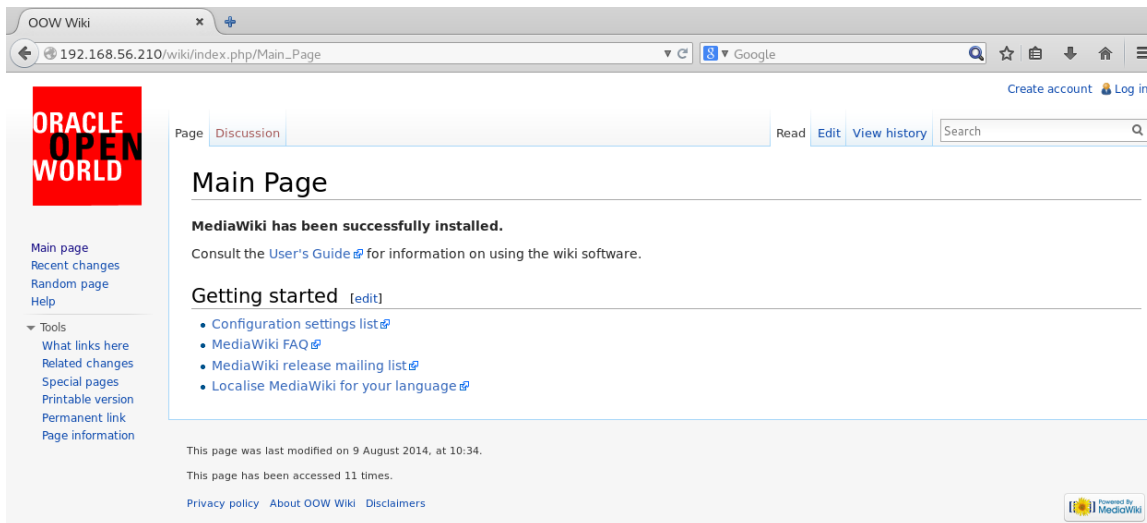 OOW Wiki
192.168.56.210/wiki/index.php/Main_Page
Google
Create account Log in
ORACLE
OPEN
WORLD
Page Discussion Read Edit View history Search
Main Page
MediaWiki has been successfully installed.
Consult the User's Guide for information on using the wiki software.
Main page
Recent changes
Random page
Help
Getting started [edit]
Tools
What links here
Related changes
Special pages
Printable version
Permanent link
Page information
• Configuration settings list
• MediaWiki FAQ
• MediaWiki release mailing list
• Localise MediaWiki for your language
This page was last modified on 9 August 2014, at 10:34.
This page has been accessed 11 times.
Privacy policy About OOW Wiki Disclaimers
Powered By
MediaWiki